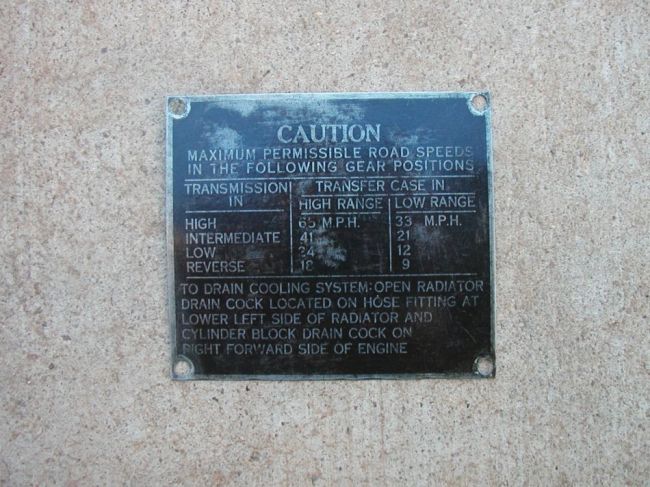 CAUTION
MAXIMUM PERMISSIBLE ROAD SPEEDS
IN THE FOLLOWING GEAR POSITIONS
TRANSMISSION TRANSFER CASE IN
IN HIGH RANGE LOW RANGE
HIGH 65 M.P.H. 33 M.P.H.
INTERMEDIATE 41 21
LOW 24 12
REVERSE 18 9
TO DRAIN COOLING SYSTEM: OPEN RADIATOR
DRAIN COCK LOCATED ON HOSE FITTING AT
LOWER LEFT SIDE OF RADIATOR AND
CYLINDER BLOCK DRAIN COCK ON
RIGHT FORWARD SIDE OF ENGINE